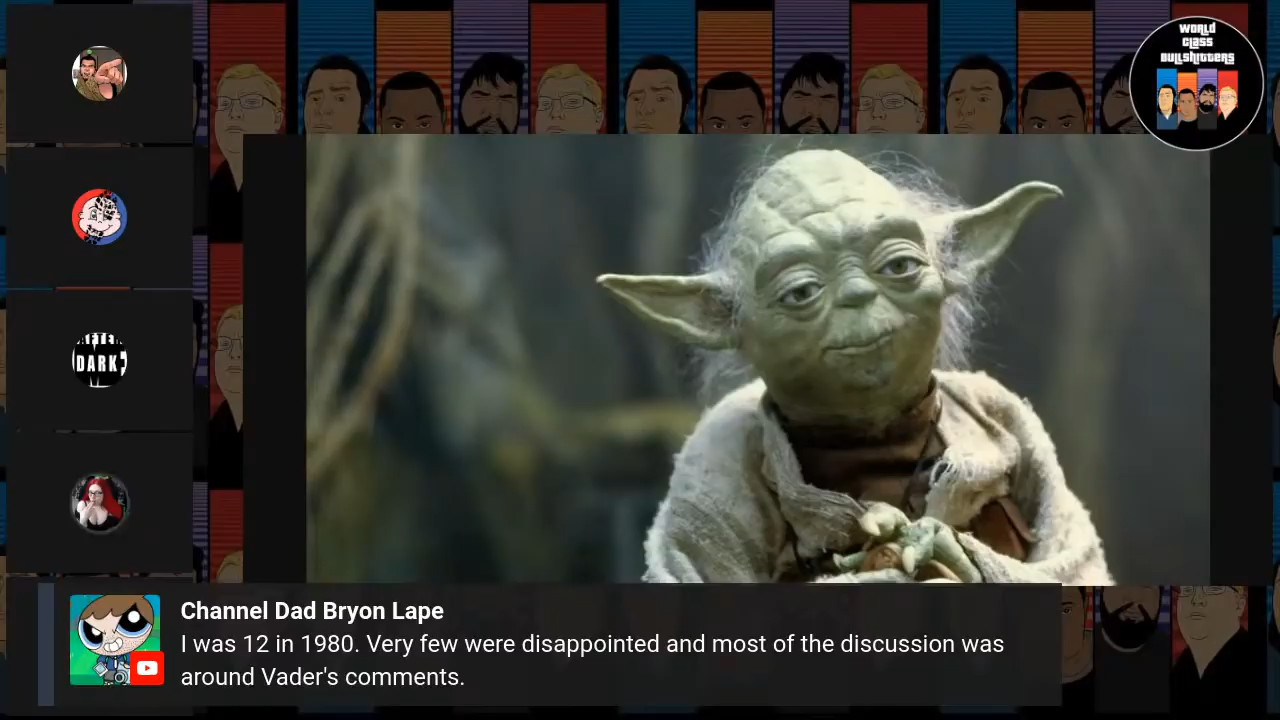 WORLD
CLASS
BULLSHITTERS
AFTER
DARK
Channel Dad Bryon Lape
I was 12 in 1980. Very few were disappointed and most of the discussion was
around Vader's comments.